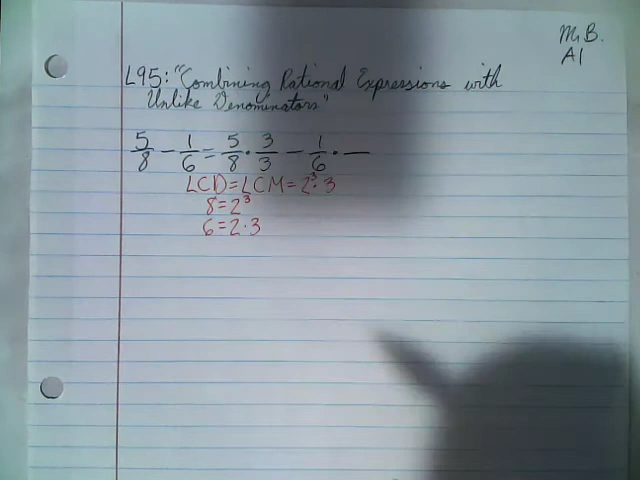 M.B.
A1
L95: "Combining Rational Expressions with
Unlike Denominators"
5/8 - 1/6 = 5/8 · 3/3 - 1/6 · —
LCD = LCM = 2³ · 3
8 = 2³
6 = 2 · 3